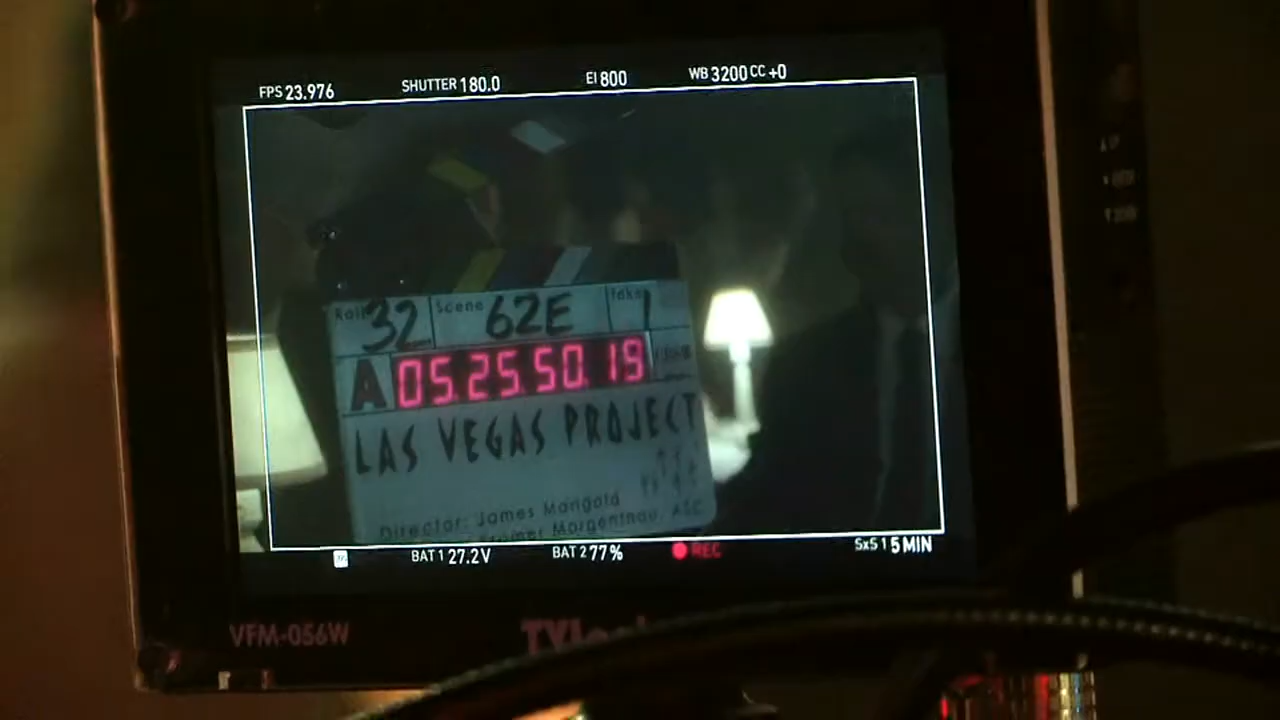 FPS 23.976 SHUTTER 180.0 EI 800 WB 3200 CC +0
Roll 32 Scene 62E Take 1
A 05.25.50.19
LAS VEGAS PROJECT
Director: James Mangold
Morgenthau, ASC
BAT 1 27.2V BAT 2 77% REC SxS 1 5 MIN
VFM-056W